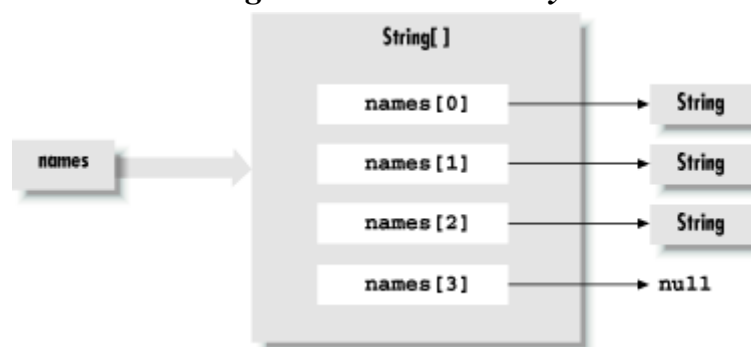 String[ ]
names[0] String
names
names[1] String
names[2] String
names[3] null